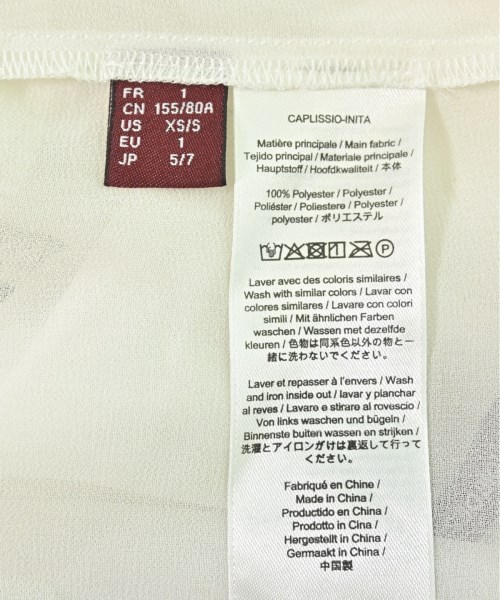 FR 1
CN 155/80A
US XS/S
EU 1
JP 5/7
CAPLISSIO-INITA
Matière principale / Main fabric /
Tejido principal / Materiale principale /
Hauptstoff / Hoofdkwaliteit / 本体
100% Polyester / Polyester /
Poliéster / Poliestere / Polyester /
polyester / ポリエステル
P
Laver avec des coloris similaires /
Wash with similar colors / Lavar con
colores similares / Lavare con colori
simili / Mit ähnlichen Farben
waschen / Wassen met dezelfde
kleuren / 色物は同系色以外の物と一
緒に洗わないでください。
Laver et repasser à l'envers / Wash
and iron inside out / lavar y planchar
al reves / Lavare e stirare al rovescio /
Von links waschen und bügeln /
Binnenste buiten wassen en strijken /
洗濯とアイロンがけは裏返して行って
ください。
Fabriqué en Chine /
Made in China /
Producido en China /
Prodotto in Cina /
Hergestellt in China /
Germaakt in China /
中国製